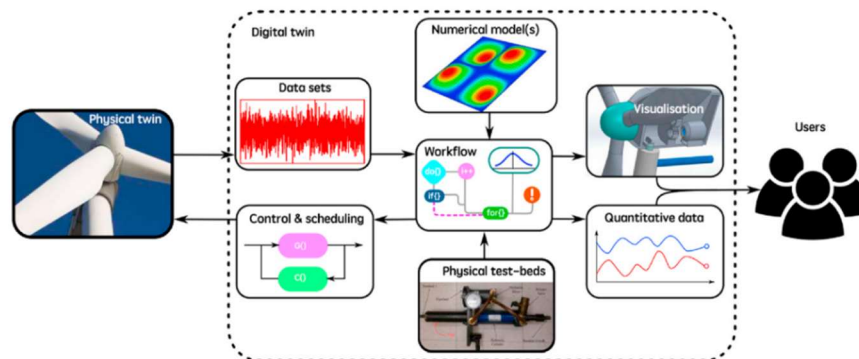 Digital twin
Numerical model(s)
Data sets
Physical twin
Visualisation
Users
Workflow
do()
i++
if()
for()
!
Control & scheduling
G()
C()
Quantitative data
Physical test-beds